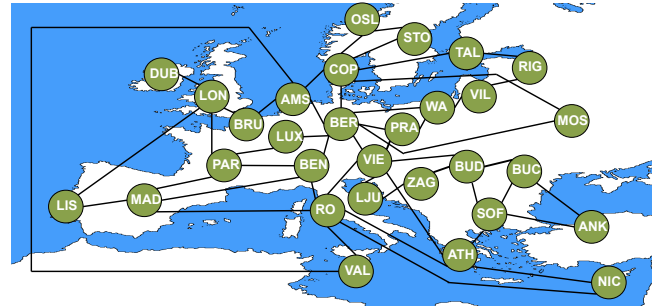 OSL
STO
TAL
COP
RIG
DUB
LON
AMS
WA
VIL
BRU
BER
PRA
MOS
LUX
PAR
BEN
VIE
BUD
BUC
ZAG
LJU
MAD
LIS
RO
SOF
ANK
ATH
VAL
NIC